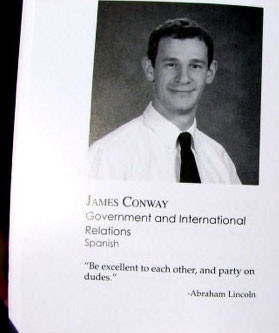 JAMES CONWAY
Government and International
Relations
Spanish
“Be excellent to each other, and party on
dudes.”
-Abraham Lincoln